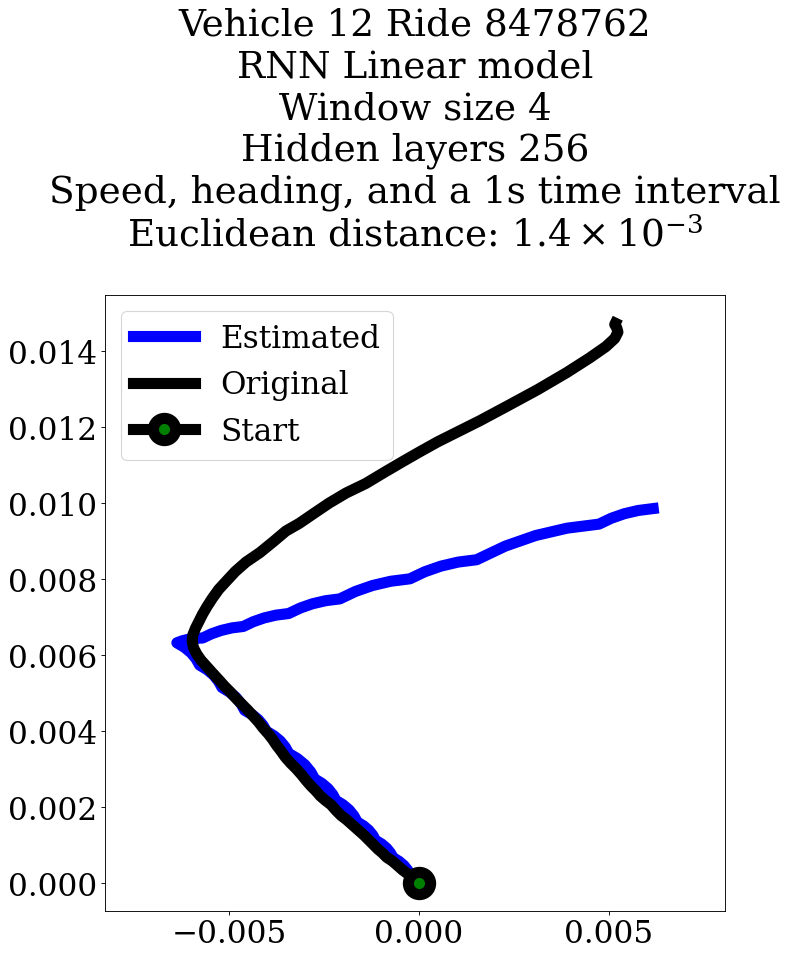 Vehicle 12 Ride 8478762
RNN Linear model
Window size 4
Hidden layers 256
Speed, heading, and a 1s time interval
Euclidean distance: 1.4 × 10⁻³
Estimated
Original
Start
0.014
0.012
0.010
0.008
0.006
0.004
0.002
0.000
−0.005 0.000 0.005